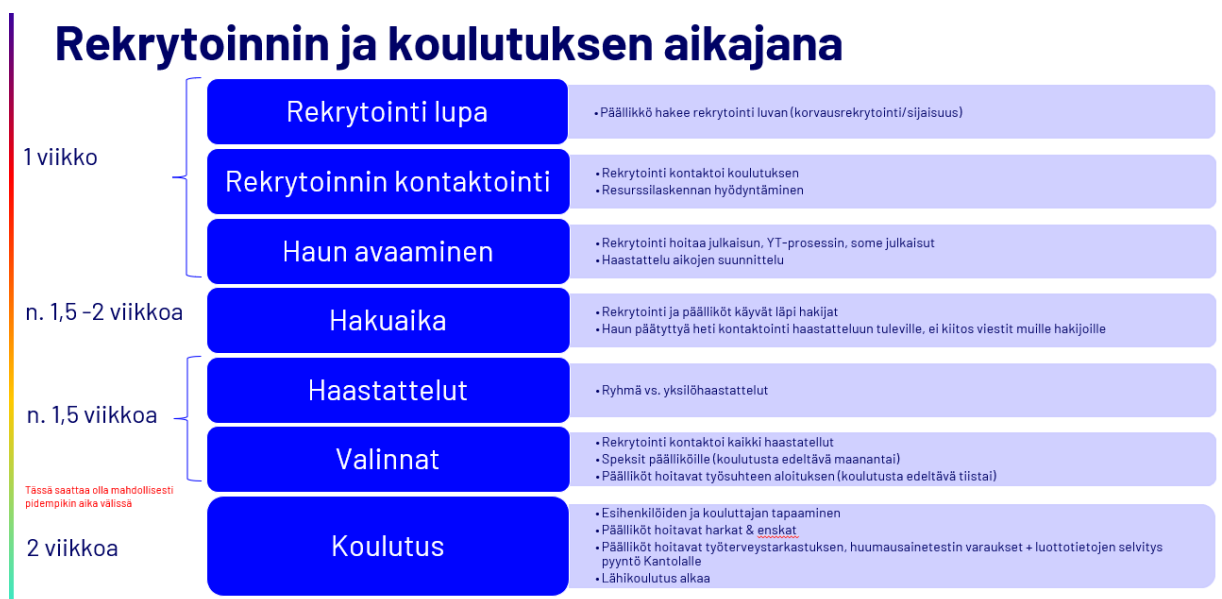 Rekrytoinnin ja koulutuksen aikajana
1 viikko
Rekrytointi lupa
• Päällikkö hakee rekrytointi luvan (korvausrekrytointi/sijaisuus)
Rekrytoinnin kontaktointi
• Rekrytointi kontaktoi koulutuksen
• Resurssilaskennan hyödyntäminen
Haun avaaminen
• Rekrytointi hoitaa julkaisun, YT-prosessin, some julkaisut
• Haastattelu aikojen suunnittelu
n. 1,5 -2 viikkoa
Hakuaika
• Rekrytointi ja päälliköt käyvät läpi hakijat
• Haun päätyttyä heti kontaktointi haastatteluun tuleville, ei kiitos viestit muille hakijoille
n. 1,5 viikkoa
Haastattelut
• Ryhmä vs. yksilöhaastattelut
Valinnat
• Rekrytointi kontaktoi kaikki haastatellut
• Speksit päälliköille (koulutusta edeltävä maanantai)
• Päälliköt hoitavat työsuhteen aloituksen (koulutusta edeltävä tiistai)
Tässä saattaa olla mahdollisesti
pidempikin aika välissä
2 viikkoa
Koulutus
• Esihenkilöiden ja kouluttajan tapaaminen
• Päälliköt hoitavat harkat & enskat
• Päälliköt hoitavat työterveystarkastuksen, huumausainetestin varaukset + luottotietojen selvitys
pyyntö Kantolalle
• Lähikoulutus alkaa